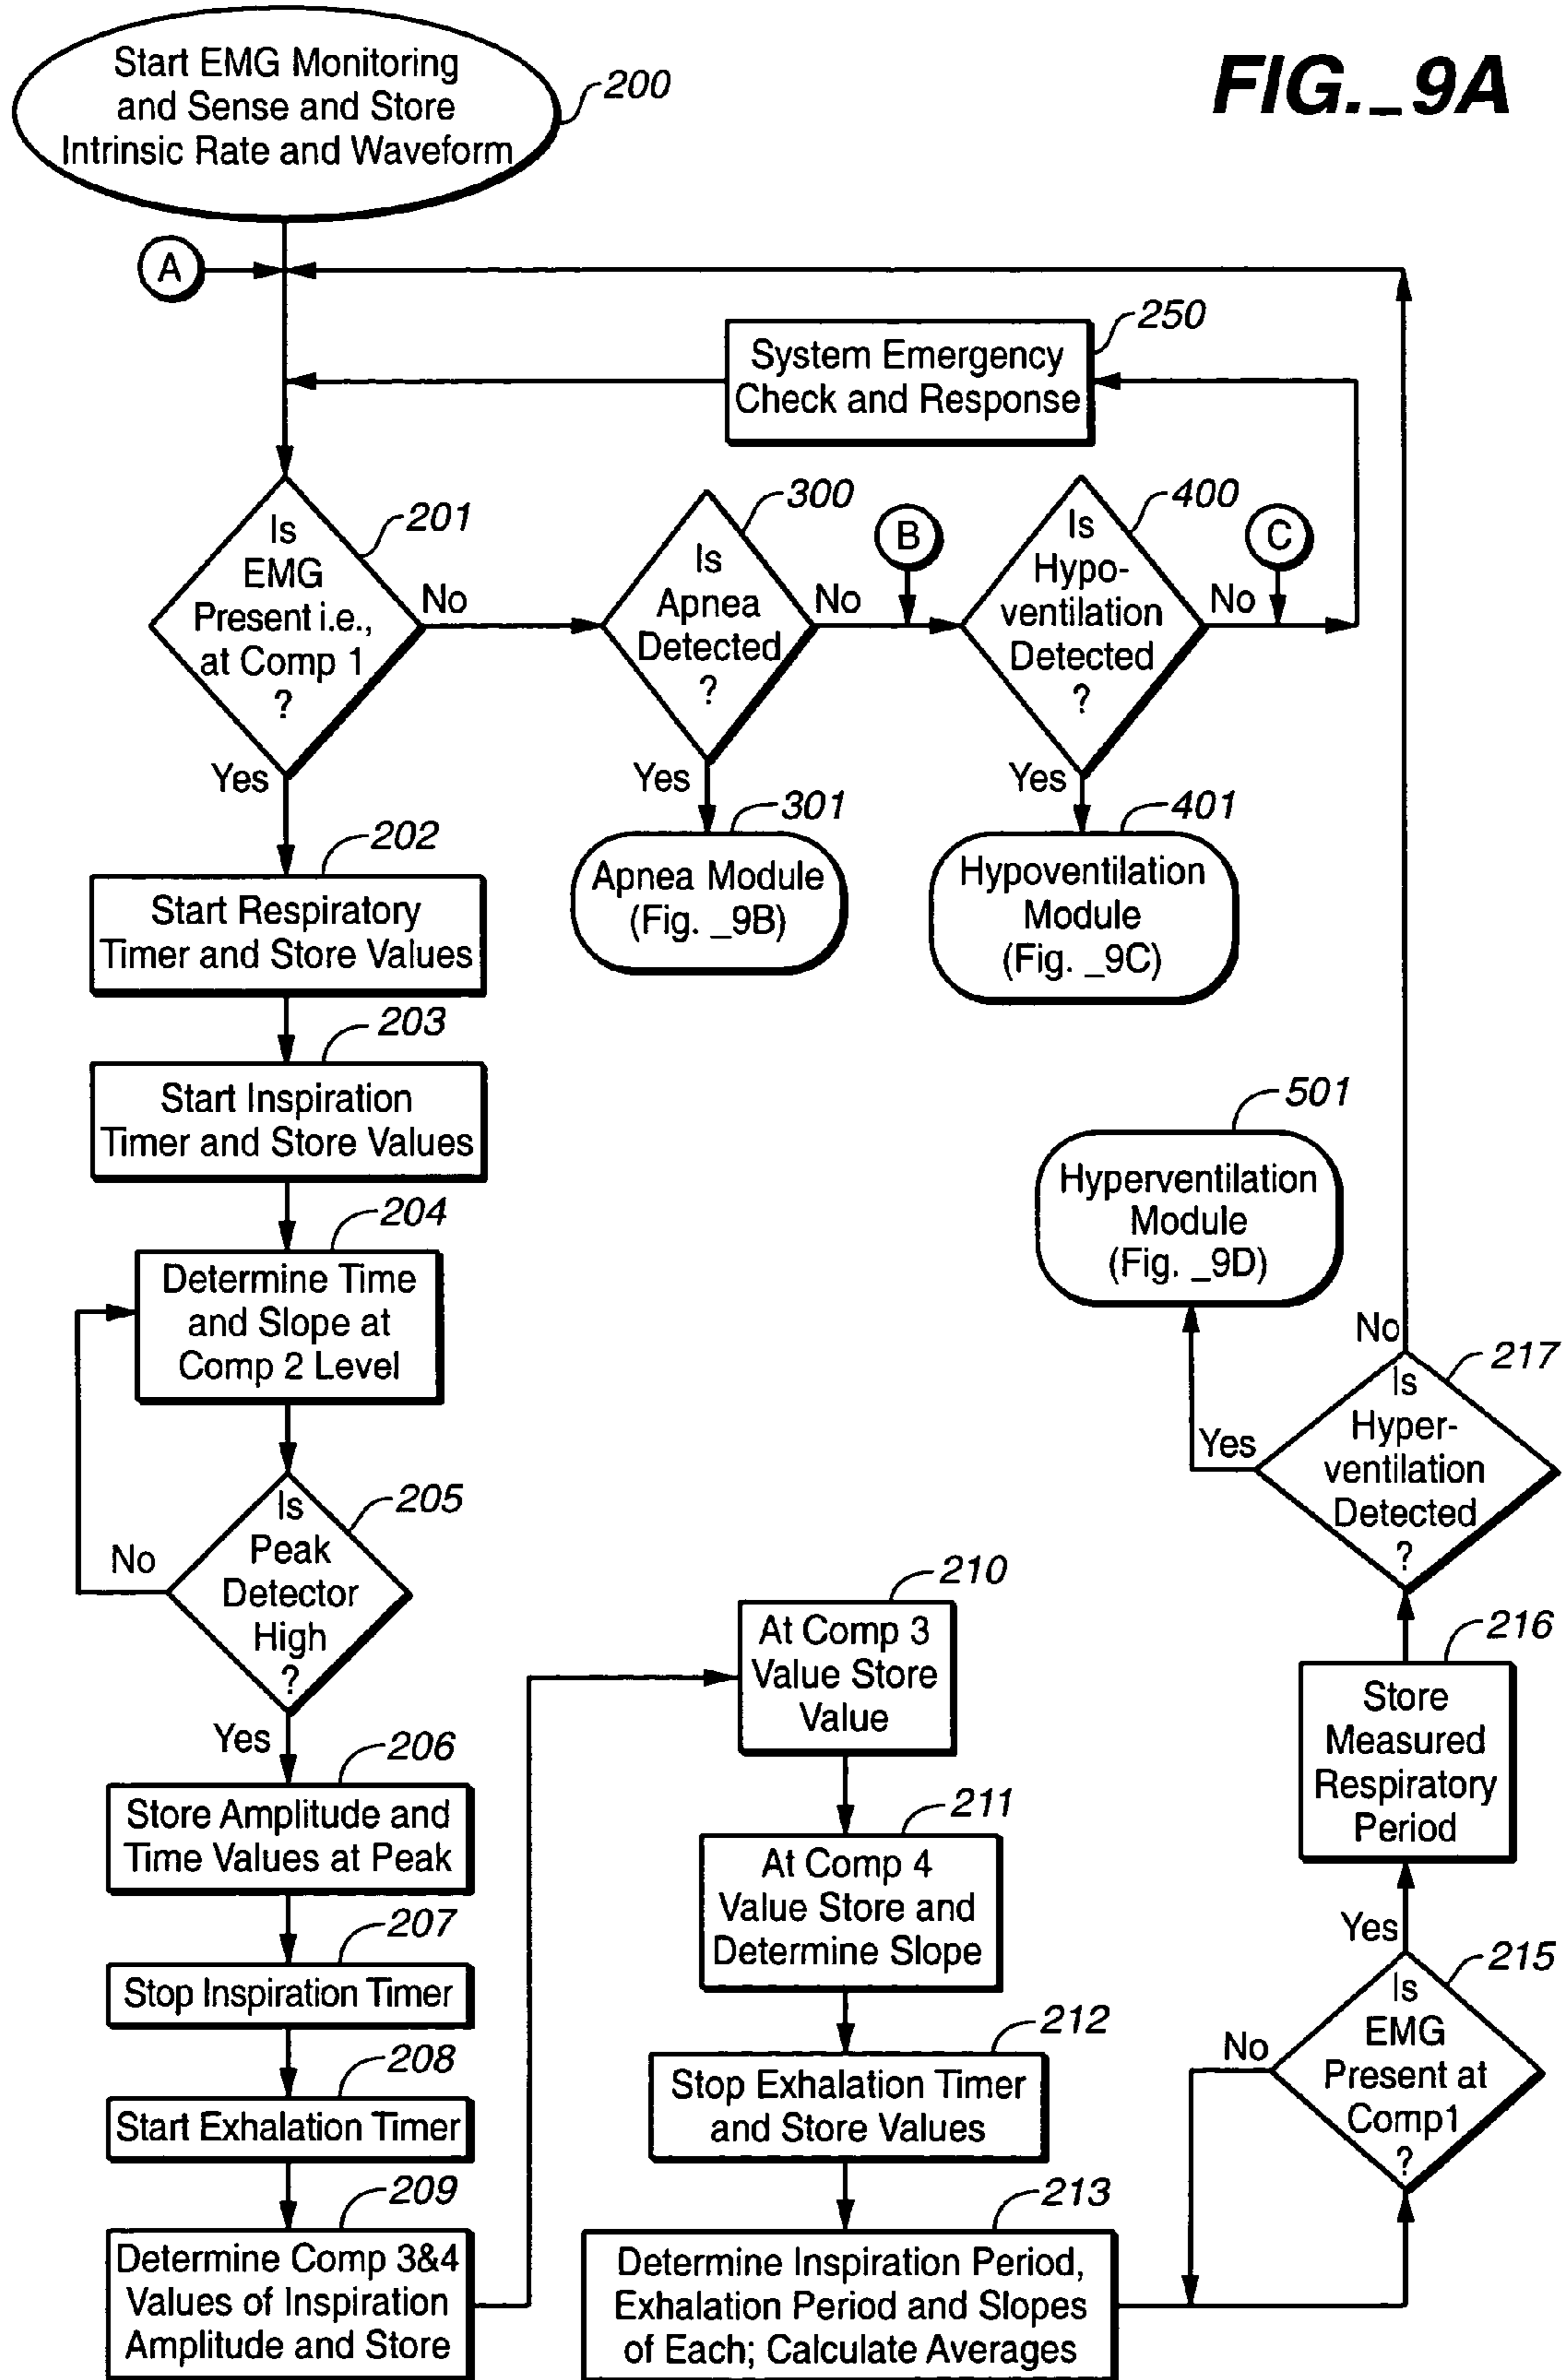 FIG._9A
Start EMG Monitoring
and Sense and Store
Intrinsic Rate and Waveform
200
A
250
System Emergency
Check and Response
201
Is
EMG
Present i.e.,
at Comp 1
?
No
Yes
300
Is
Apnea
Detected
?
No
Yes
B
400
Is
Hypo-
ventilation
Detected
?
No
Yes
C
301
Apnea Module
(Fig. _9B)
401
Hypoventilation
Module
(Fig. _9C)
202
Start Respiratory
Timer and Store Values
203
Start Inspiration
Timer and Store Values
204
Determine Time
and Slope at
Comp 2 Level
205
Is
Peak
Detector
High
?
No
Yes
206
Store Amplitude and
Time Values at Peak
207
Stop Inspiration Timer
208
Start Exhalation Timer
209
Determine Comp 3&4
Values of Inspiration
Amplitude and Store
210
At Comp 3
Value Store
Value
211
At Comp 4
Value Store and
Determine Slope
212
Stop Exhalation Timer
and Store Values
213
Determine Inspiration Period,
Exhalation Period and Slopes
of Each; Calculate Averages
215
Is
EMG
Present at
Comp1
?
No
Yes
216
Store
Measured
Respiratory
Period
217
Is
Hyper-
ventilation
Detected
?
No
Yes
501
Hyperventilation
Module
(Fig. _9D)